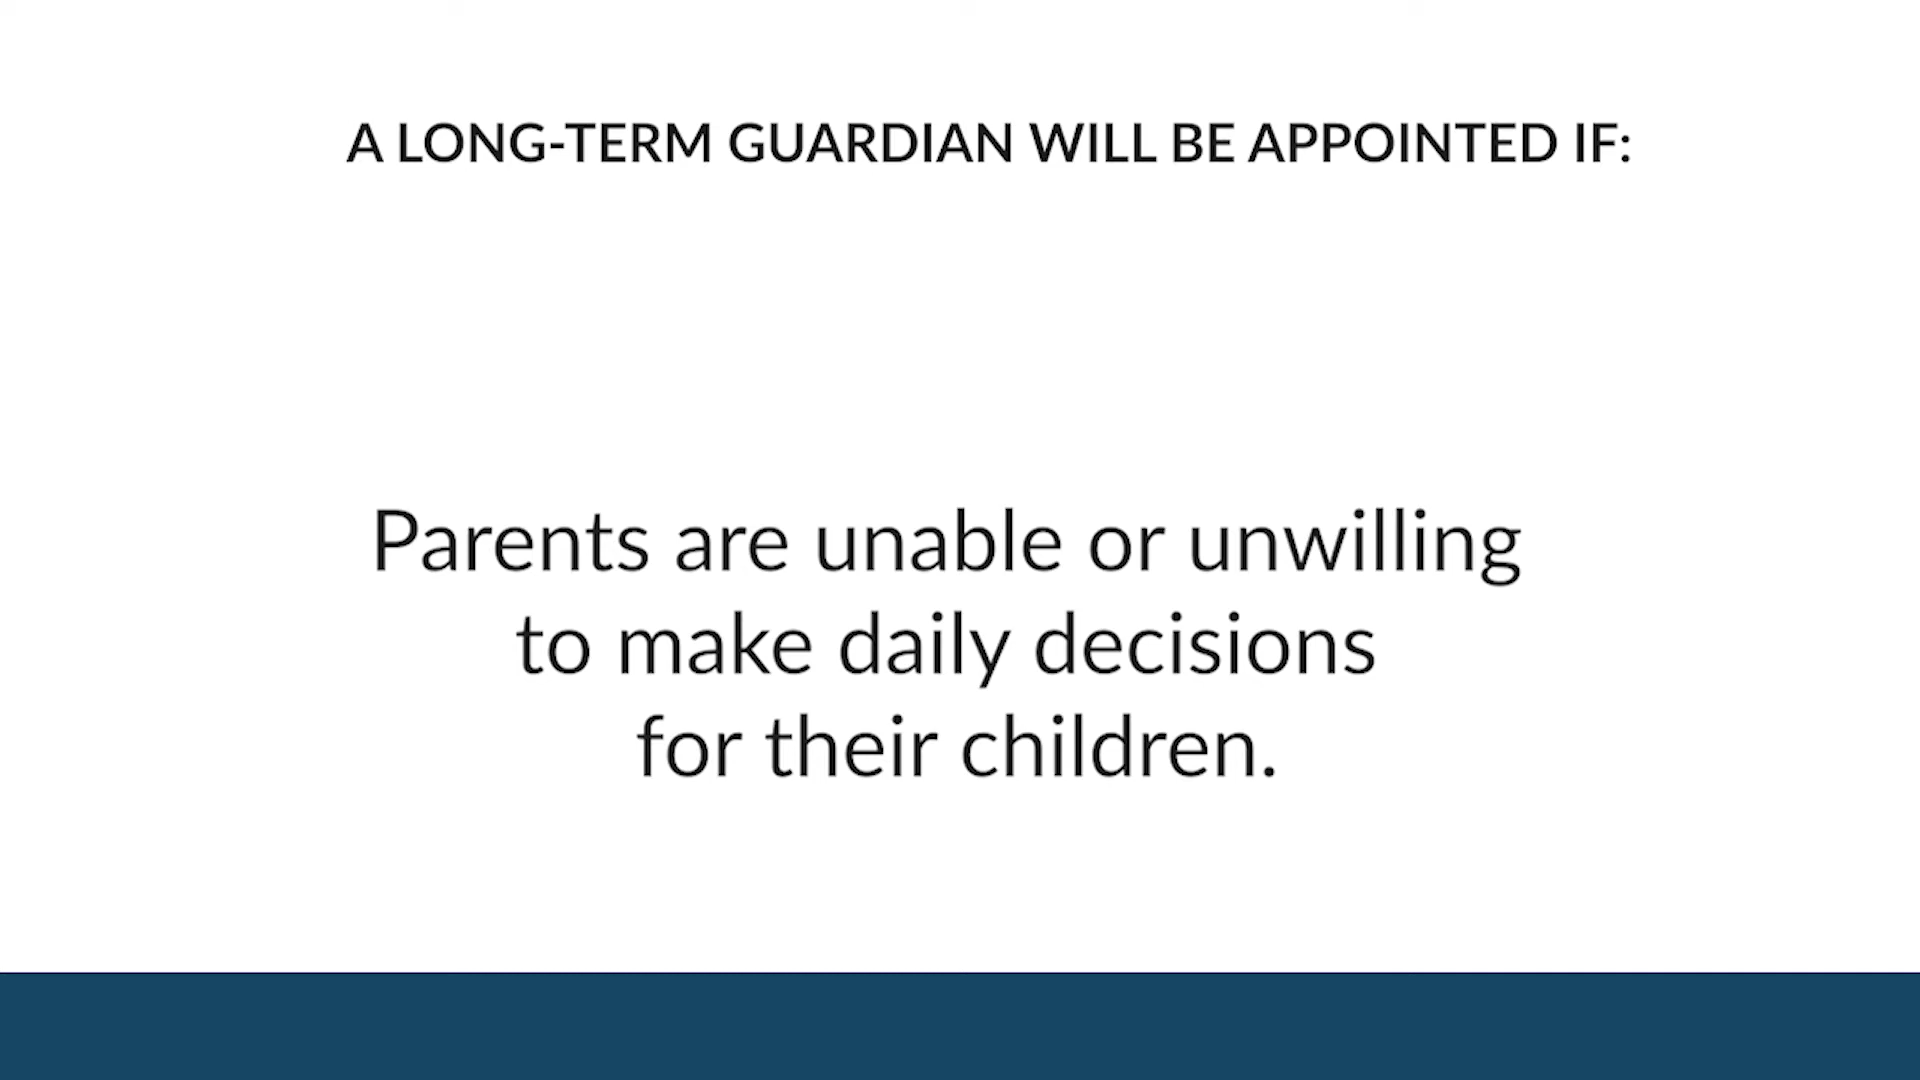 A LONG-TERM GUARDIAN WILL BE APPOINTED IF:
Parents are unable or unwilling
to make daily decisions
for their children.